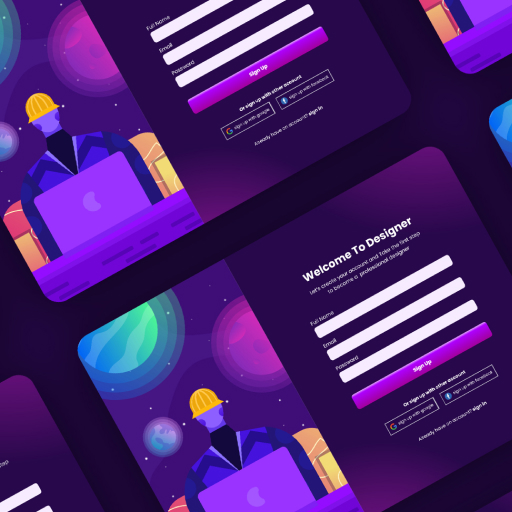 Full Name
Email
Password
Sign Up
Or sign up with other account
sign up with google
sign up with facebook
Already have an account? sign in
Welcome To Designer
Let's create your account and Take the first step
to become a professional designer
Full Name
Email
Password
Sign Up
Or sign up with other account
sign up with google
sign up with facebook
Already have an account? sign in
step